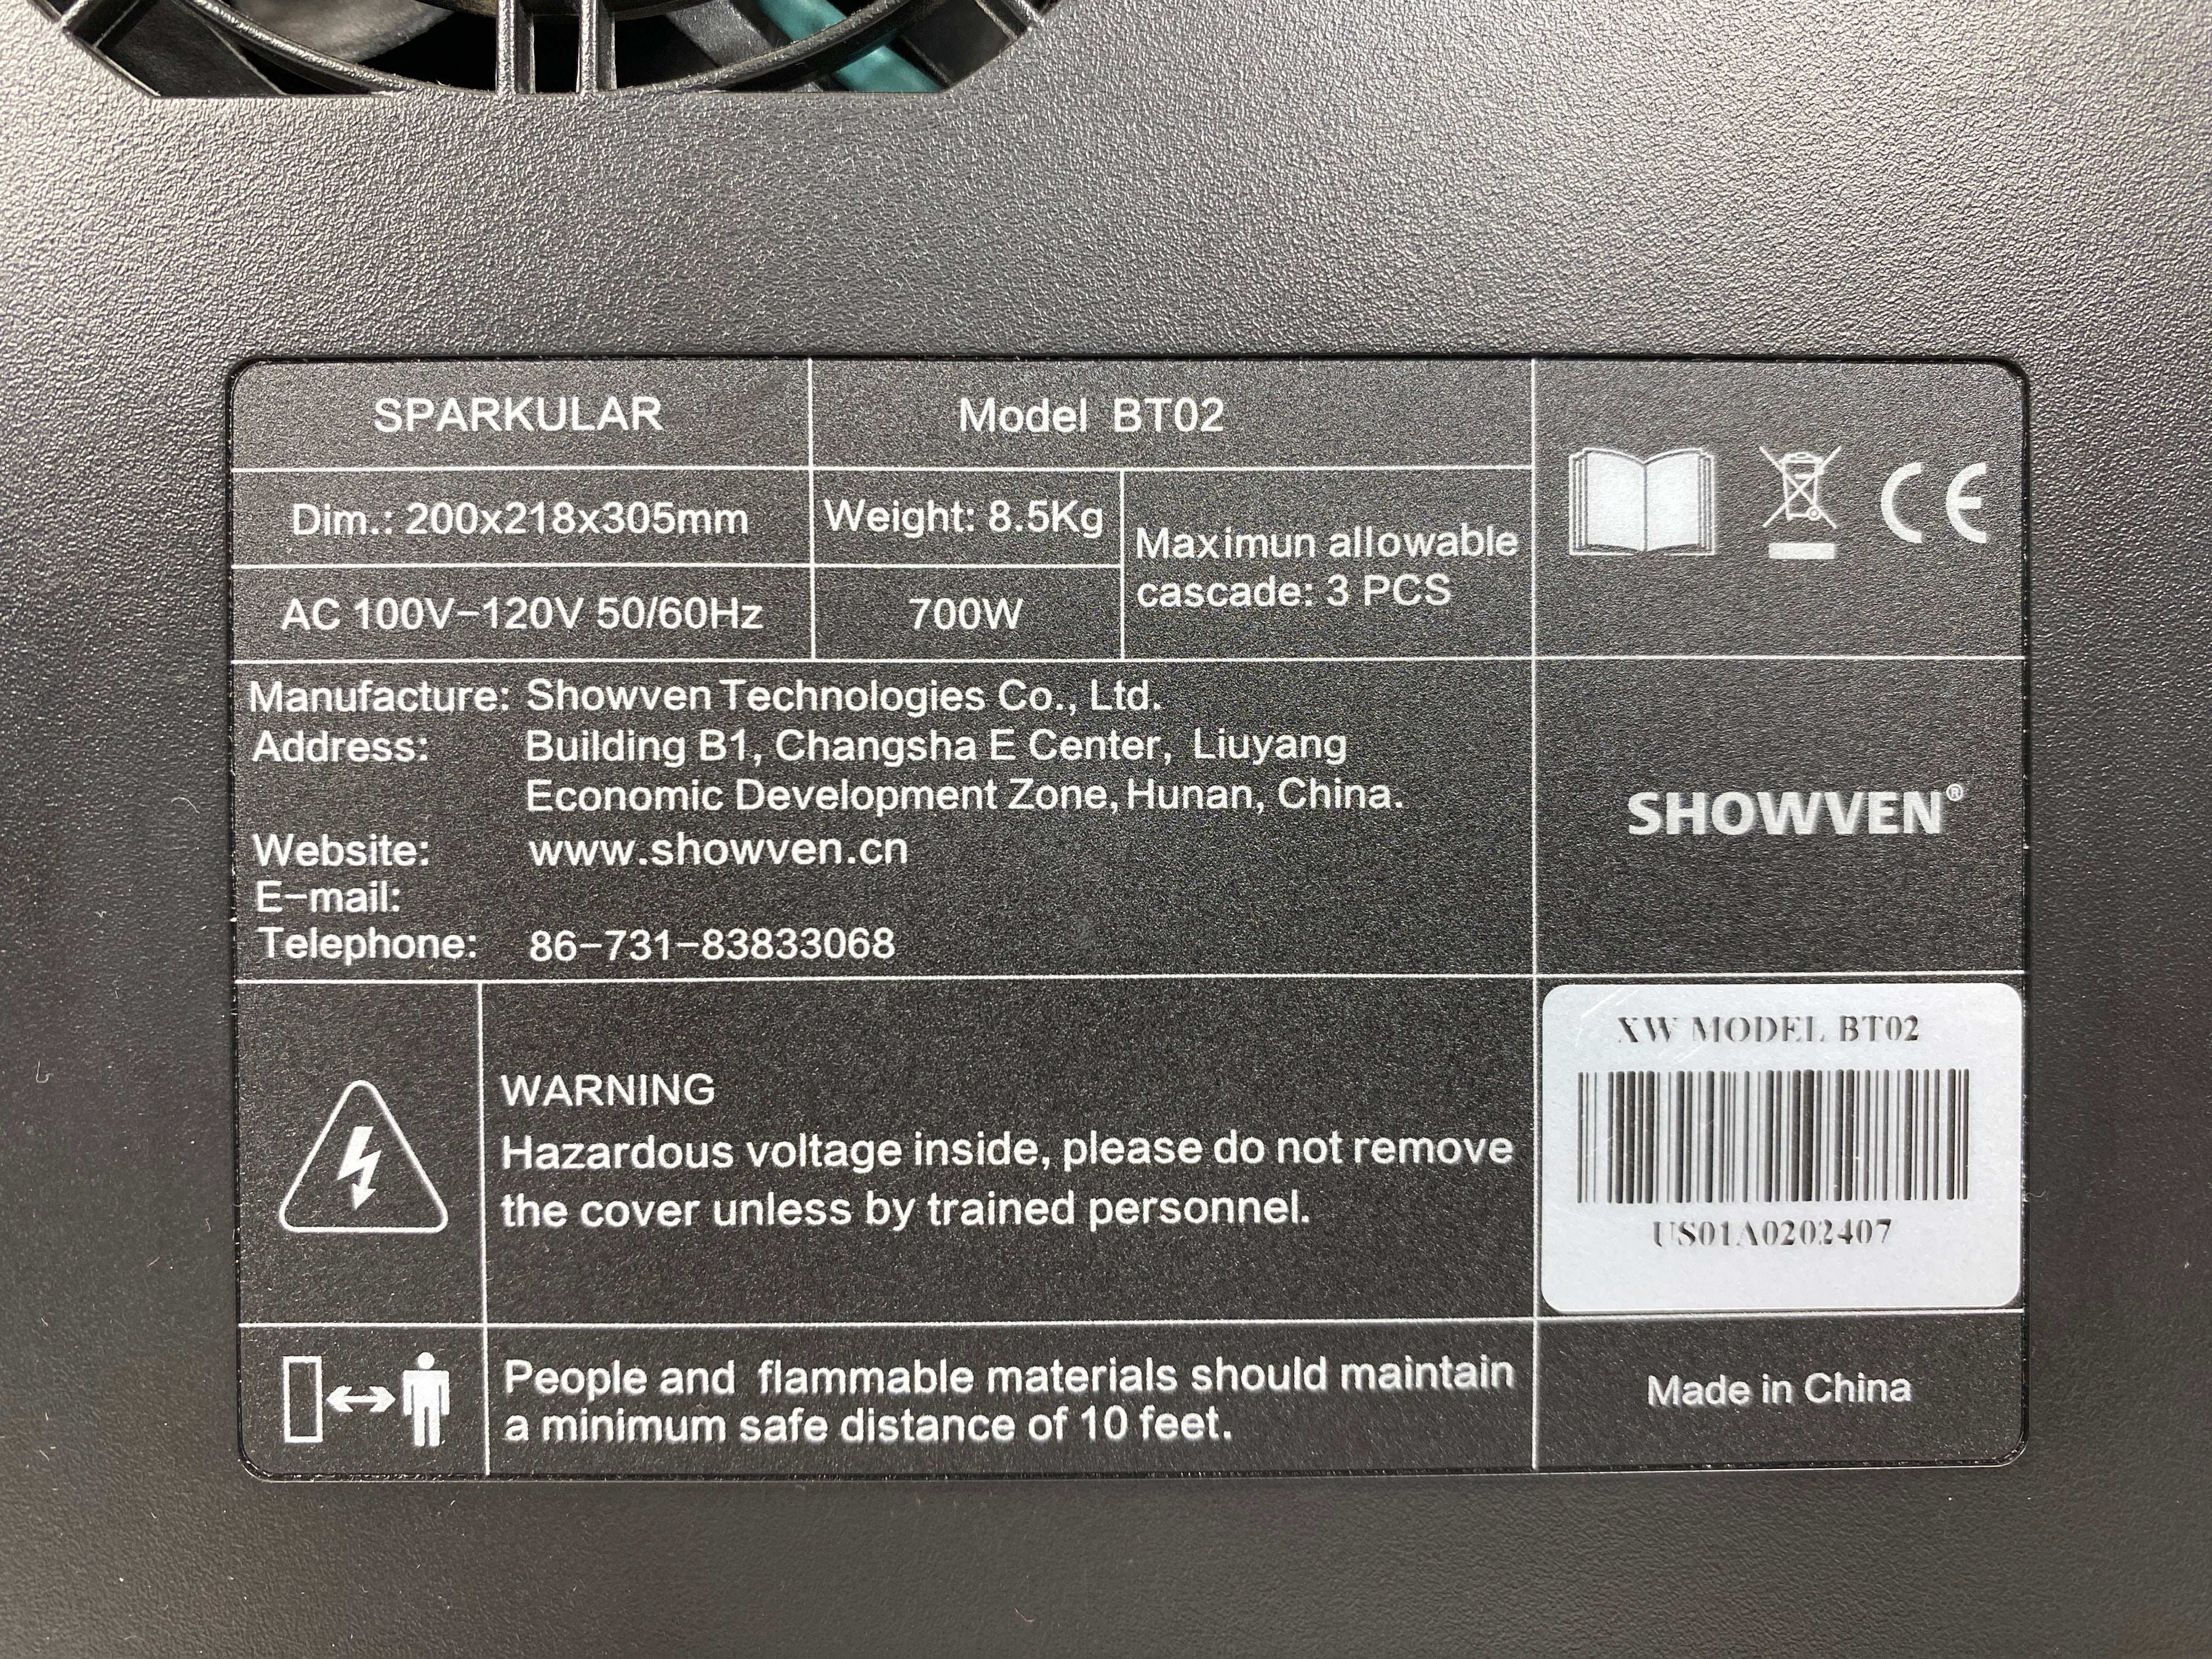 SPARKULAR
Model BT02
Dim.: 200x218x305mm
Weight: 8.5Kg
Maximun allowable
cascade: 3 PCS
AC 100V-120V 50/60Hz
700W
CE
Manufacture: Showven Technologies Co., Ltd.
Address: Building B1, Changsha E Center, Liuyang
Economic Development Zone, Hunan, China.
Website: www.showven.cn
E-mail:
Telephone: 86-731-83833068
SHOWVEN®
WARNING
Hazardous voltage inside, please do not remove
the cover unless by trained personnel.
XW MODEL BT02
US01A0202407
People and flammable materials should maintain
a minimum safe distance of 10 feet.
Made in China